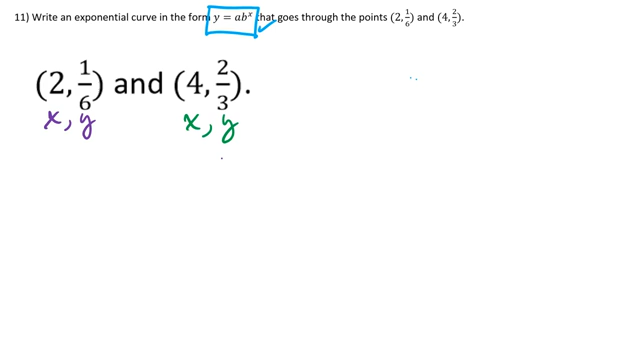 11) Write an exponential curve in the form y = abˣ that goes through the points (2, 1/6) and (4, 2/3).
(2, 1/6) and (4, 2/3).
x, y x, y